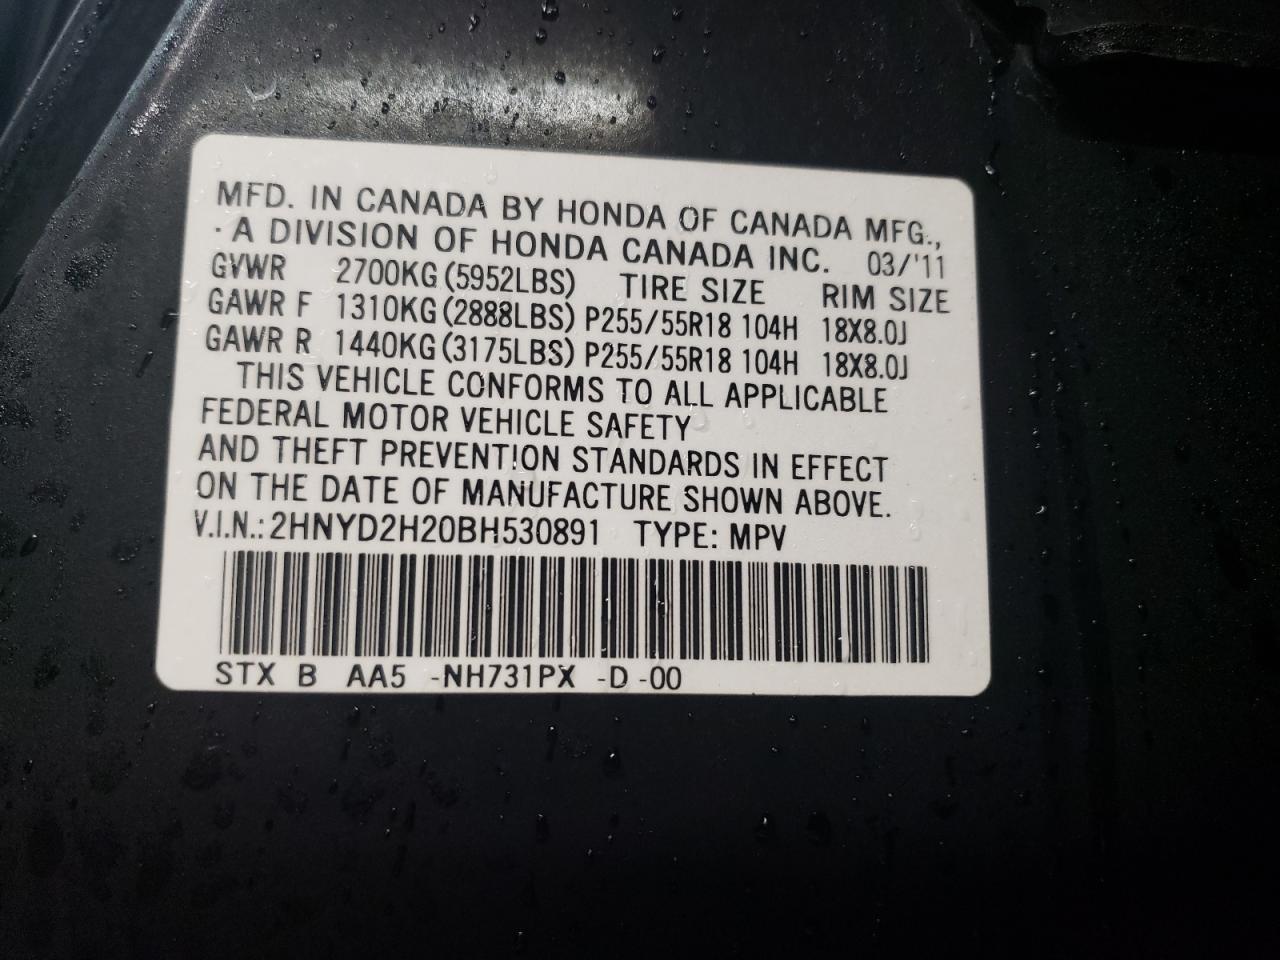 MFD. IN CANADA BY HONDA OF CANADA MFG.,
A DIVISION OF HONDA CANADA INC. 03/'11
GVWR 2700KG (5952LBS) TIRE SIZE RIM SIZE
GAWR F 1310KG (2888LBS) P255/55R18 104H 18X8.0J
GAWR R 1440KG (3175LBS) P255/55R18 104H 18X8.0J
THIS VEHICLE CONFORMS TO ALL APPLICABLE
FEDERAL MOTOR VEHICLE SAFETY
AND THEFT PREVENTION STANDARDS IN EFFECT
ON THE DATE OF MANUFACTURE SHOWN ABOVE.
V.I.N.: 2HNYD2H20BH530891 TYPE: MPV
STX B AA5 -NH731PX -D -00